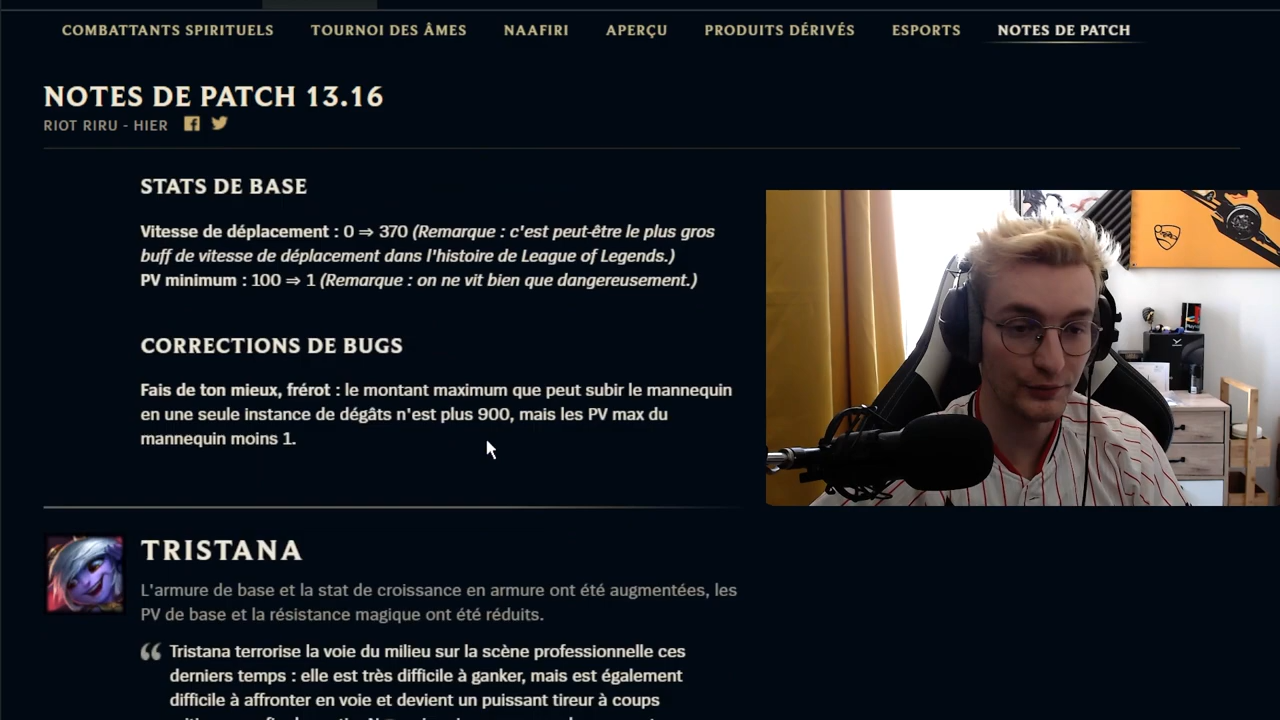 COMBATTANTS SPIRITUELS TOURNOI DES ÂMES NAAFIRI APERÇU PRODUITS DÉRIVÉS ESPORTS NOTES DE PATCH
NOTES DE PATCH 13.16
RIOT RIRU - HIER
STATS DE BASE
Vitesse de déplacement : 0 ⇒ 370 (Remarque : c'est peut-être le plus gros
buff de vitesse de déplacement dans l'histoire de League of Legends.)
PV minimum : 100 ⇒ 1 (Remarque : on ne vit bien que dangereusement.)
CORRECTIONS DE BUGS
Fais de ton mieux, frérot : le montant maximum que peut subir le mannequin
en une seule instance de dégâts n'est plus 900, mais les PV max du
mannequin moins 1.
TRISTANA
L'armure de base et la stat de croissance en armure ont été augmentées, les
PV de base et la résistance magique ont été réduits.
Tristana terrorise la voie du milieu sur la scène professionnelle ces
derniers temps : elle est très difficile à ganker, mais est également
difficile à affronter en voie et devient un puissant tireur à coups